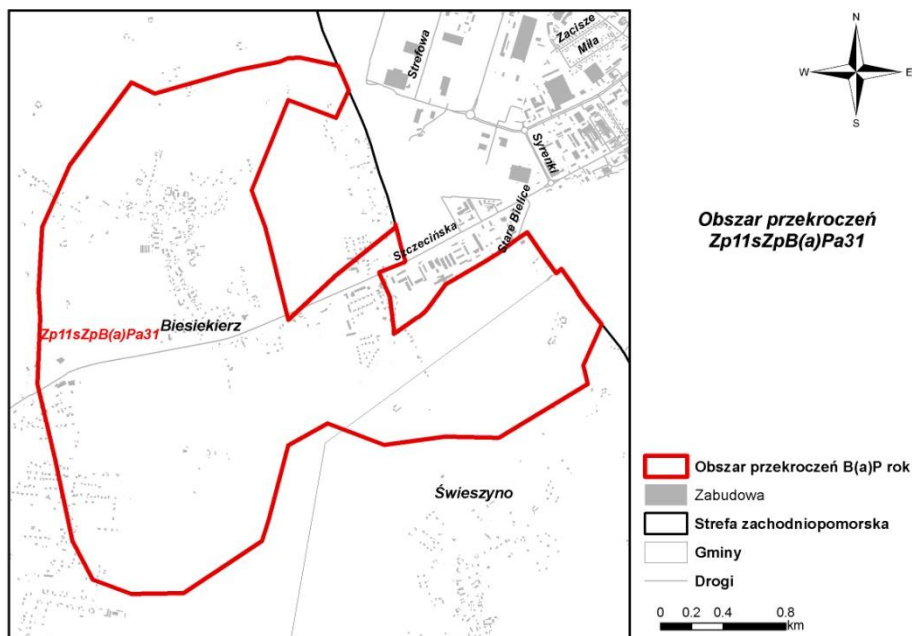 Strefowa
Zacisze
Miła
Syrenki
Szczecińska
Stare Bielice
Biesiekierz
Zp11sZpB(a)Pa31
Świeszyno
N
W
E
S
Obszar przekroczeń
Zp11sZpB(a)Pa31
Obszar przekroczeń B(a)P rok
Zabudowa
Strefa zachodniopomorska
Gminy
Drogi
0 0.2 0.4 0.8
km